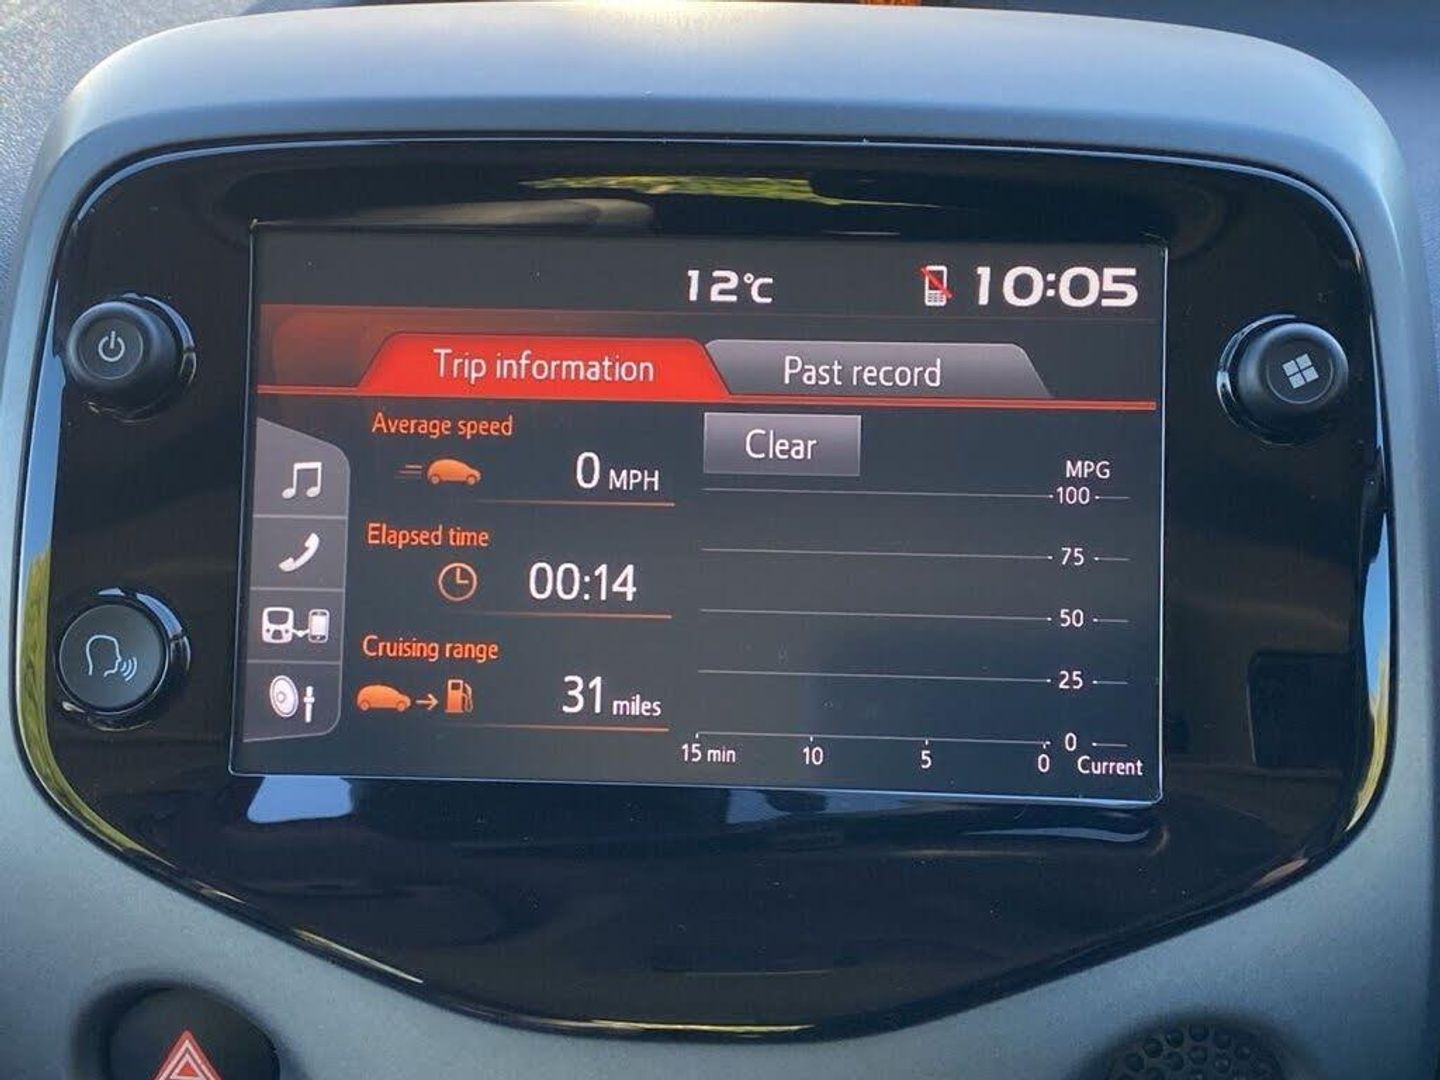 12°C 10:05
Trip information Past record
Average speed
0 MPH
Elapsed time
00:14
Cruising range
31 miles
Clear
MPG
100
75
50
25
0
15 min 10 5 0 Current